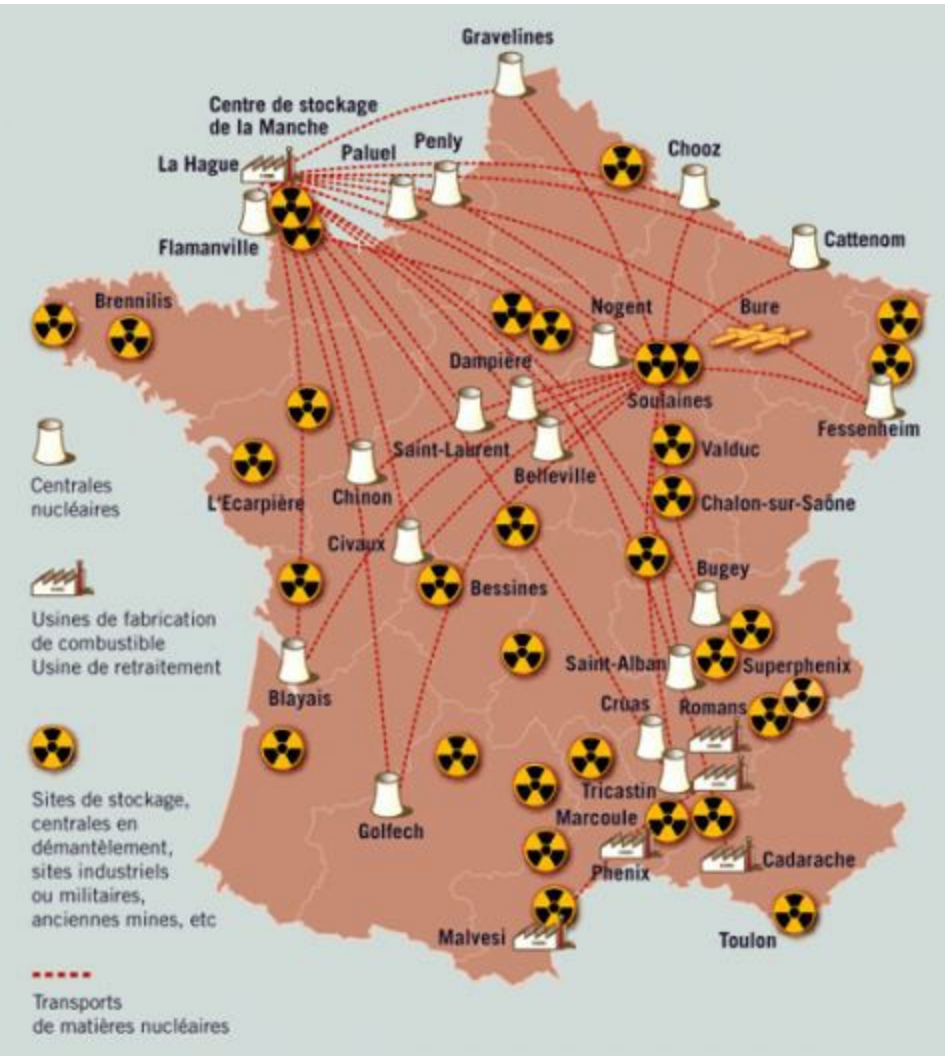 Gravelines
Centre de stockage
de la Manche
La Hague
Paluel
Penly
Chooz
Flamanville
Cattenom
Brennilis
Nogent
Bure
Dampière
Soulaines
Fessenheim
Saint-Laurent
Belleville
Valduc
Centrales
nucléaires
L'Ecarpière
Chinon
Chalon-sur-Saône
Civaux
Bugey
Bessines
Usines de fabrication
de combustible
Usine de retraitement
Saint-Alban
Superphenix
Blayais
Crùas
Romans
Sites de stockage,
centrales en
démantèlement,
sites industriels
ou militaires,
anciennes mines, etc
Tricastin
Golfech
Marcoule
Phenix
Cadarache
Malvesi
Toulon
Transports
de matières nucléaires